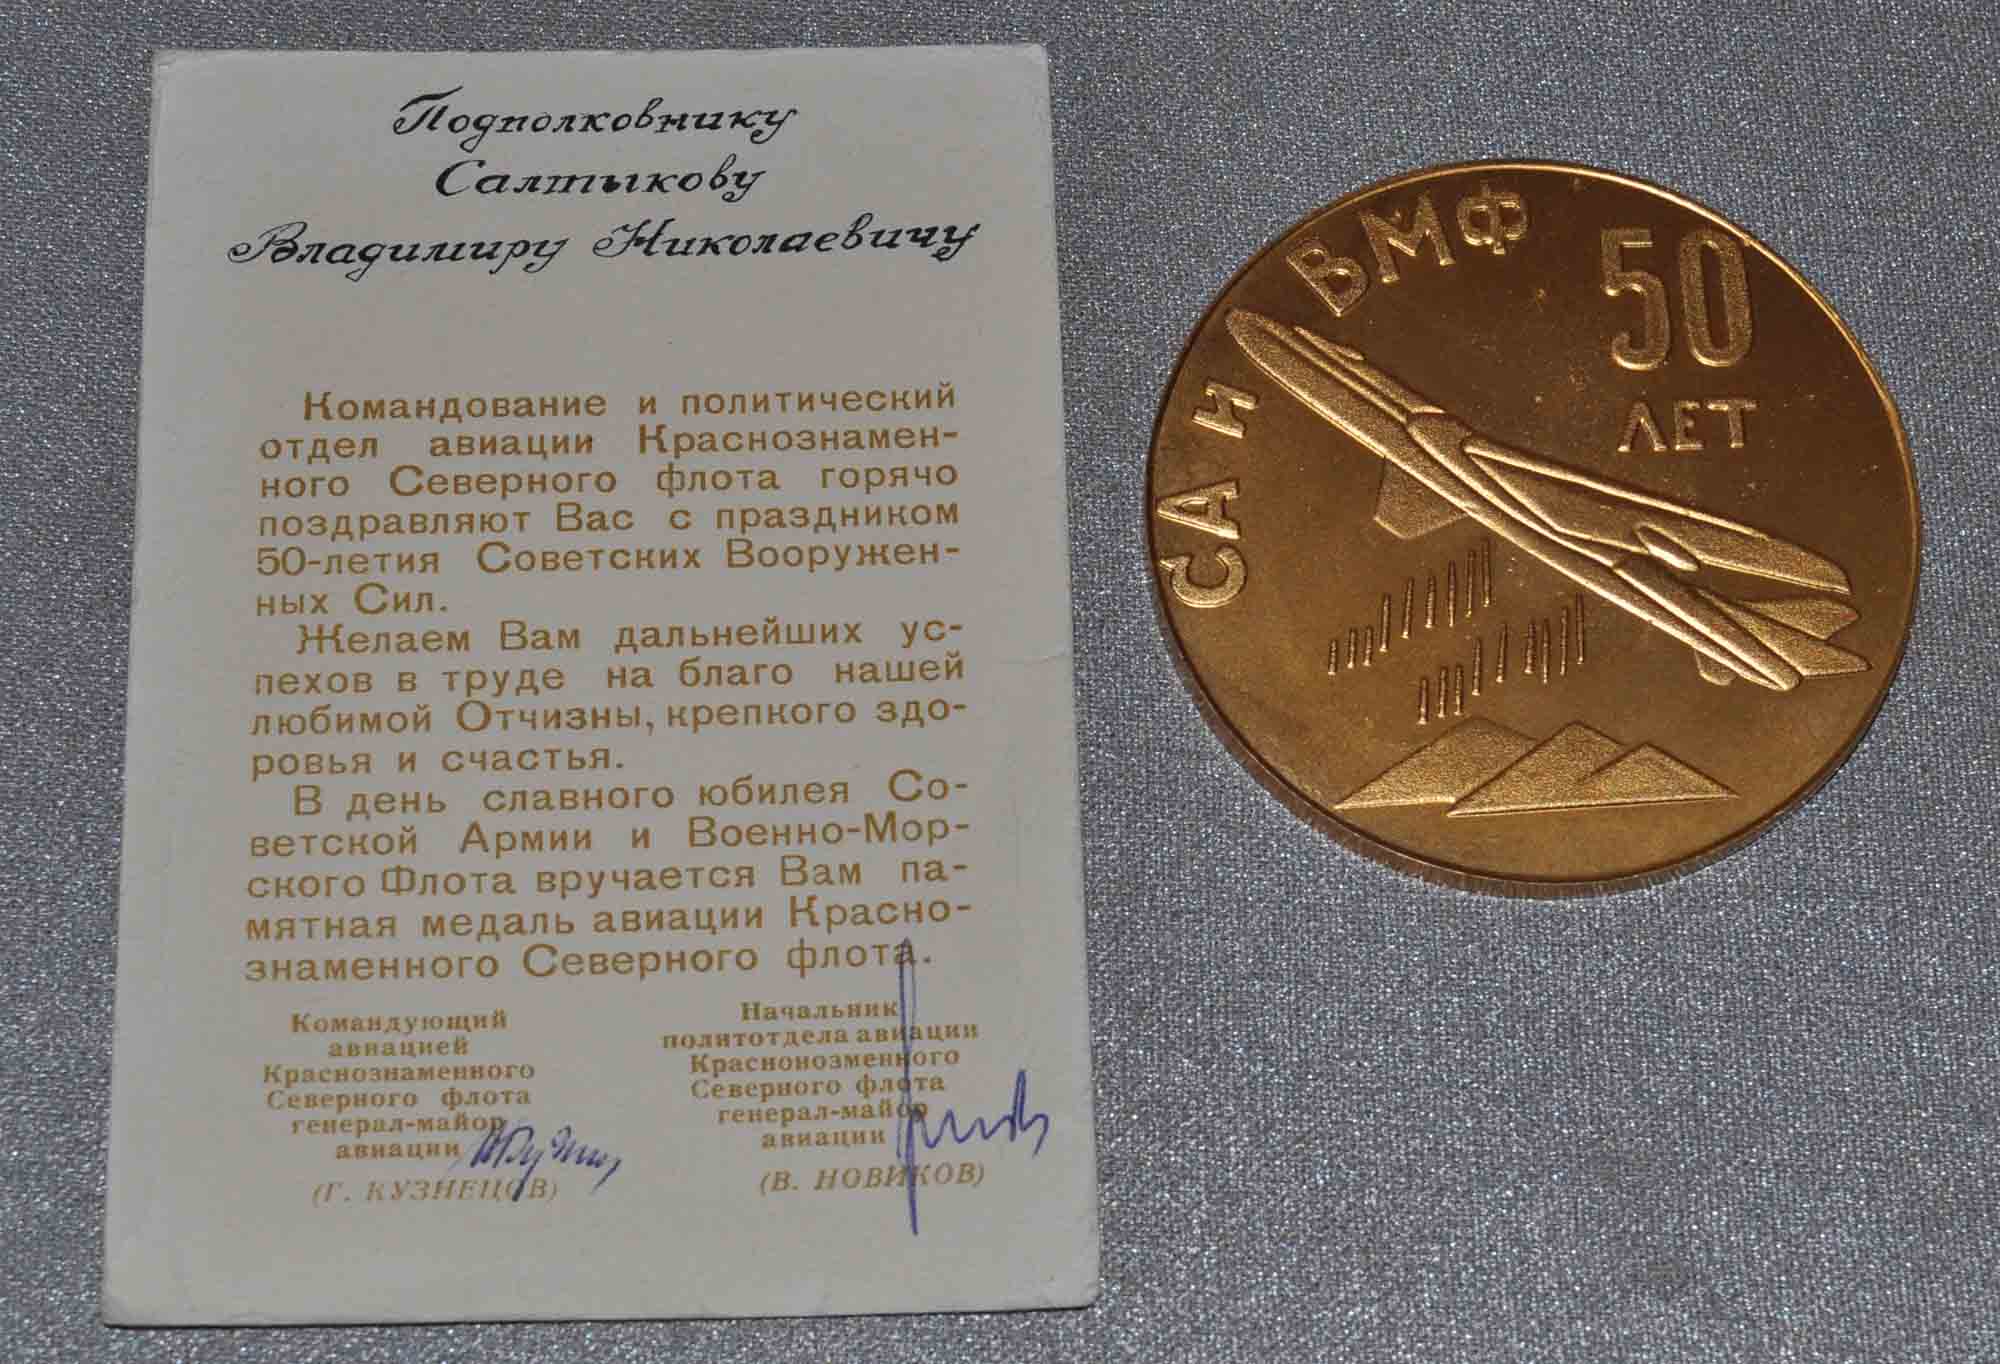 Подполковнику
Салтыкову
Владимиру Николаевичу
Командование и политический
отдел авиации Краснознамен-
ного Северного флота горячо
поздравляют Вас с праздником
50-летия Советских Вооружен-
ных Сил.
Желаем Вам дальнейших ус-
пехов в труде на благо нашей
любимой Отчизны, крепкого здо-
ровья и счастья.
В день славного юбилея Со-
ветской Армии и Военно-Мор-
ского Флота вручается Вам па-
мятная медаль авиации Красно-
знаменного Северного флота.
Командующий
авиацией
Краснознаменного
Северного флота
генерал-майор
авиации
(Г. КУЗНЕЦОВ)
Начальник
политотдела авиации
Краснонозменного
Северного флота
генерал-майор
авиации
(В. НОВИКОВ)
СА и ВМФ
50
ЛЕТ